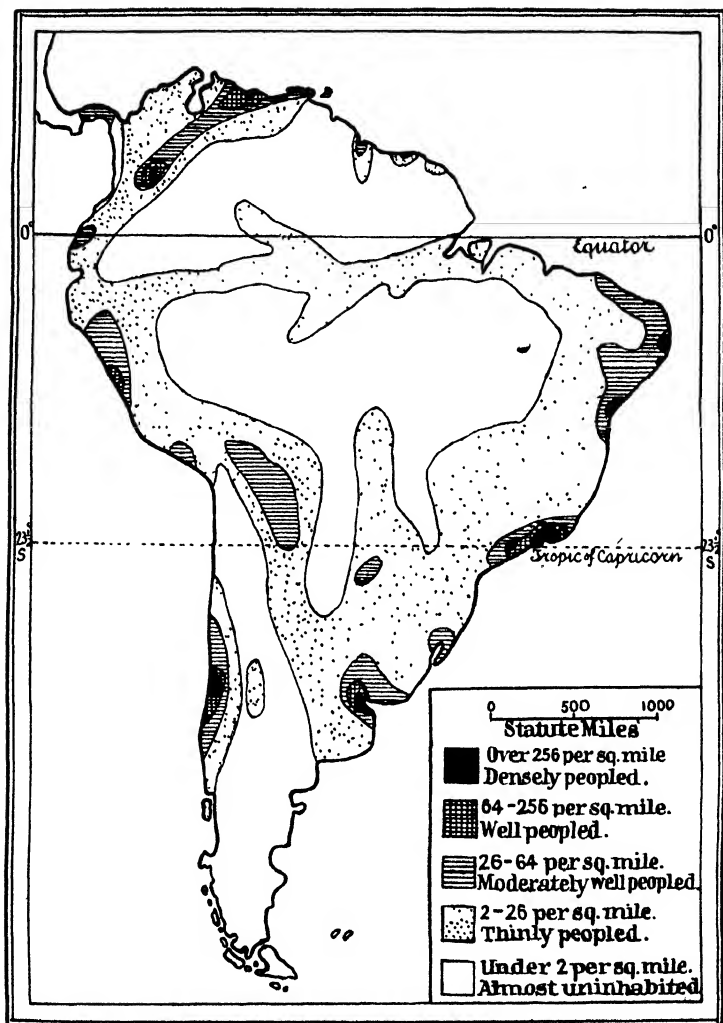 0°
Equator
0°
23½
S
Tropic of Capricorn
23½
S
0 500 1000
Statute Miles
Over 256 per sq. mile
Densely peopled.
64-256 per sq. mile.
Well peopled.
26-64 per sq. mile.
Moderately well peopled.
2-26 per sq. mile.
Thinly peopled.
Under 2 per sq. mile.
Almost uninhabited